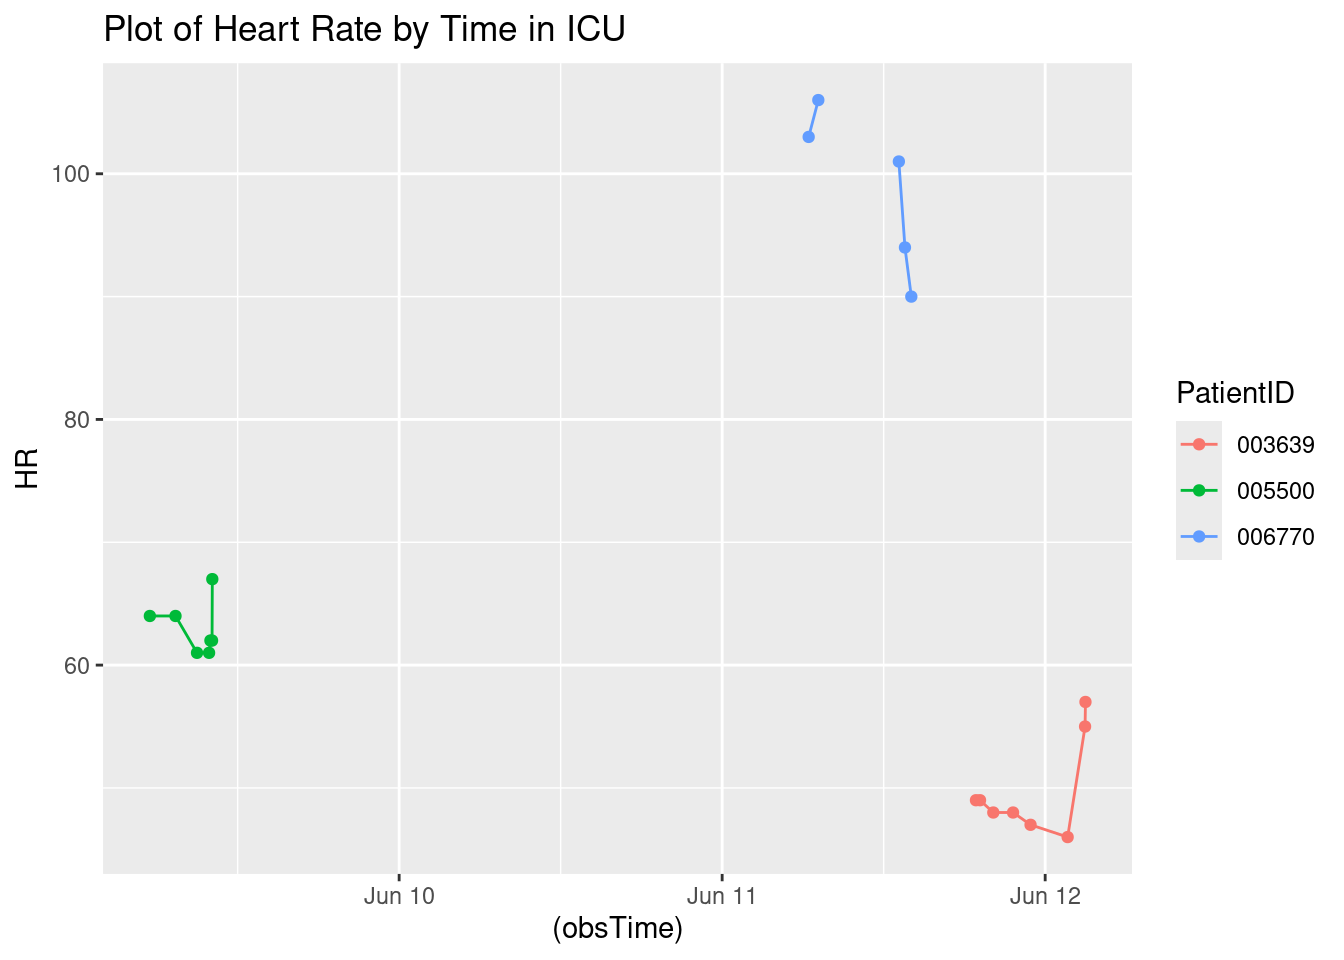 Plot of Heart Rate by Time in ICU
100
80
60
HR
Jun 10
Jun 11
Jun 12
(obsTime)
PatientID
003639
005500
006770